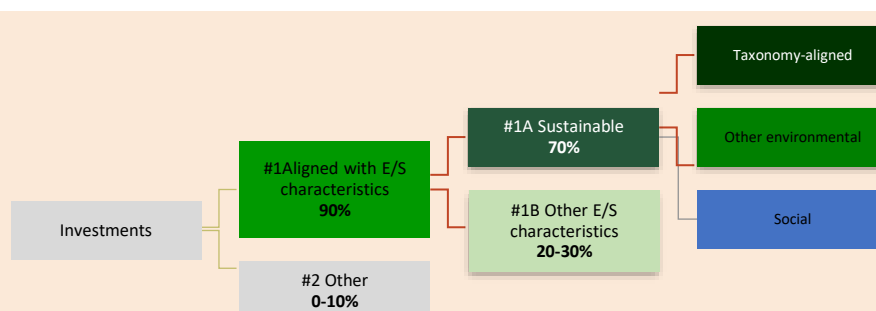 Investments
#1Aligned with E/S
characteristics
90%
#2 Other
0-10%
#1A Sustainable
70%
#1B Other E/S
characteristics
20-30%
Taxonomy-aligned
Other environmental
Social